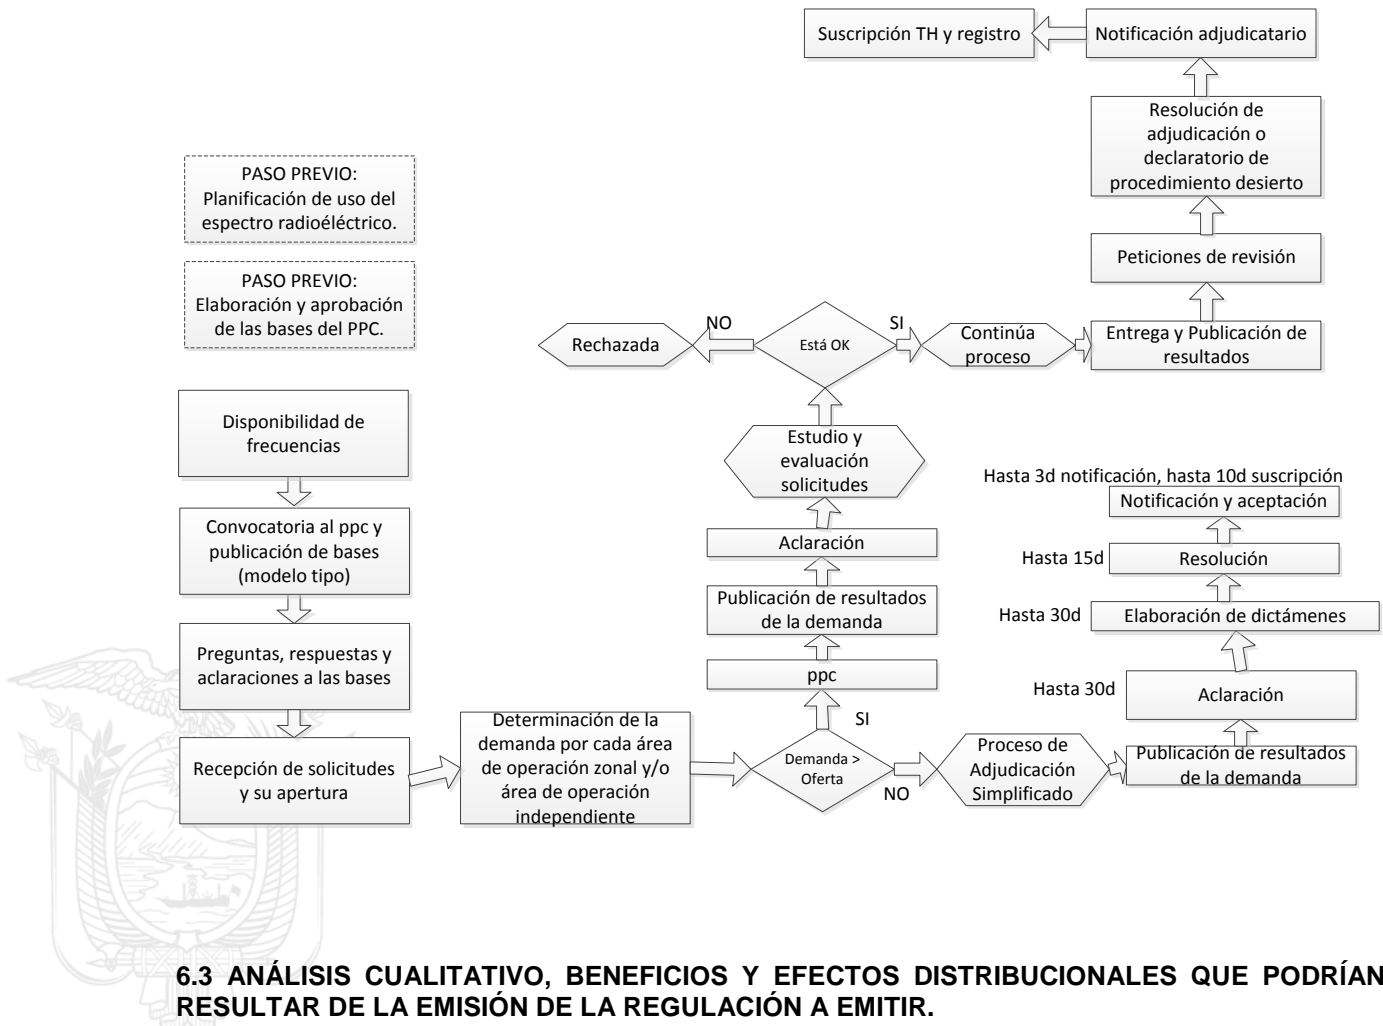 Suscripción TH y registro
Notificación adjudicatario
Resolución de
adjudicación o
declaratorio de
procedimiento desierto
Peticiones de revisión
Entrega y Publicación de
resultados
PASO PREVIO:
Planificación de uso del
espectro radioéléctrico.
PASO PREVIO:
Elaboración y aprobación
de las bases del PPC.
Rechazada
NO
Está OK
SI
Continúa
proceso
Disponibilidad de
frecuencias
Convocatoria al ppc y
publicación de bases
(modelo tipo)
Preguntas, respuestas y
aclaraciones a las bases
Recepción de solicitudes
y su apertura
Determinación de la
demanda por cada área
de operación zonal y/o
área de operación
independiente
Estudio y
evaluación
solicitudes
Aclaración
Publicación de resultados
de la demanda
ppc
SI
Demanda >
Oferta
NO
Proceso de
Adjudicación
Simplificado
Hasta 3d notificación, hasta 10d suscripción
Notificación y aceptación
Hasta 15d
Resolución
Hasta 30d
Elaboración de dictámenes
Hasta 30d
Aclaración
Publicación de resultados
de la demanda
6.3 ANÁLISIS CUALITATIVO, BENEFICIOS Y EFECTOS DISTRIBUCIONALES QUE PODRÍAN
RESULTAR DE LA EMISIÓN DE LA REGULACIÓN A EMITIR.